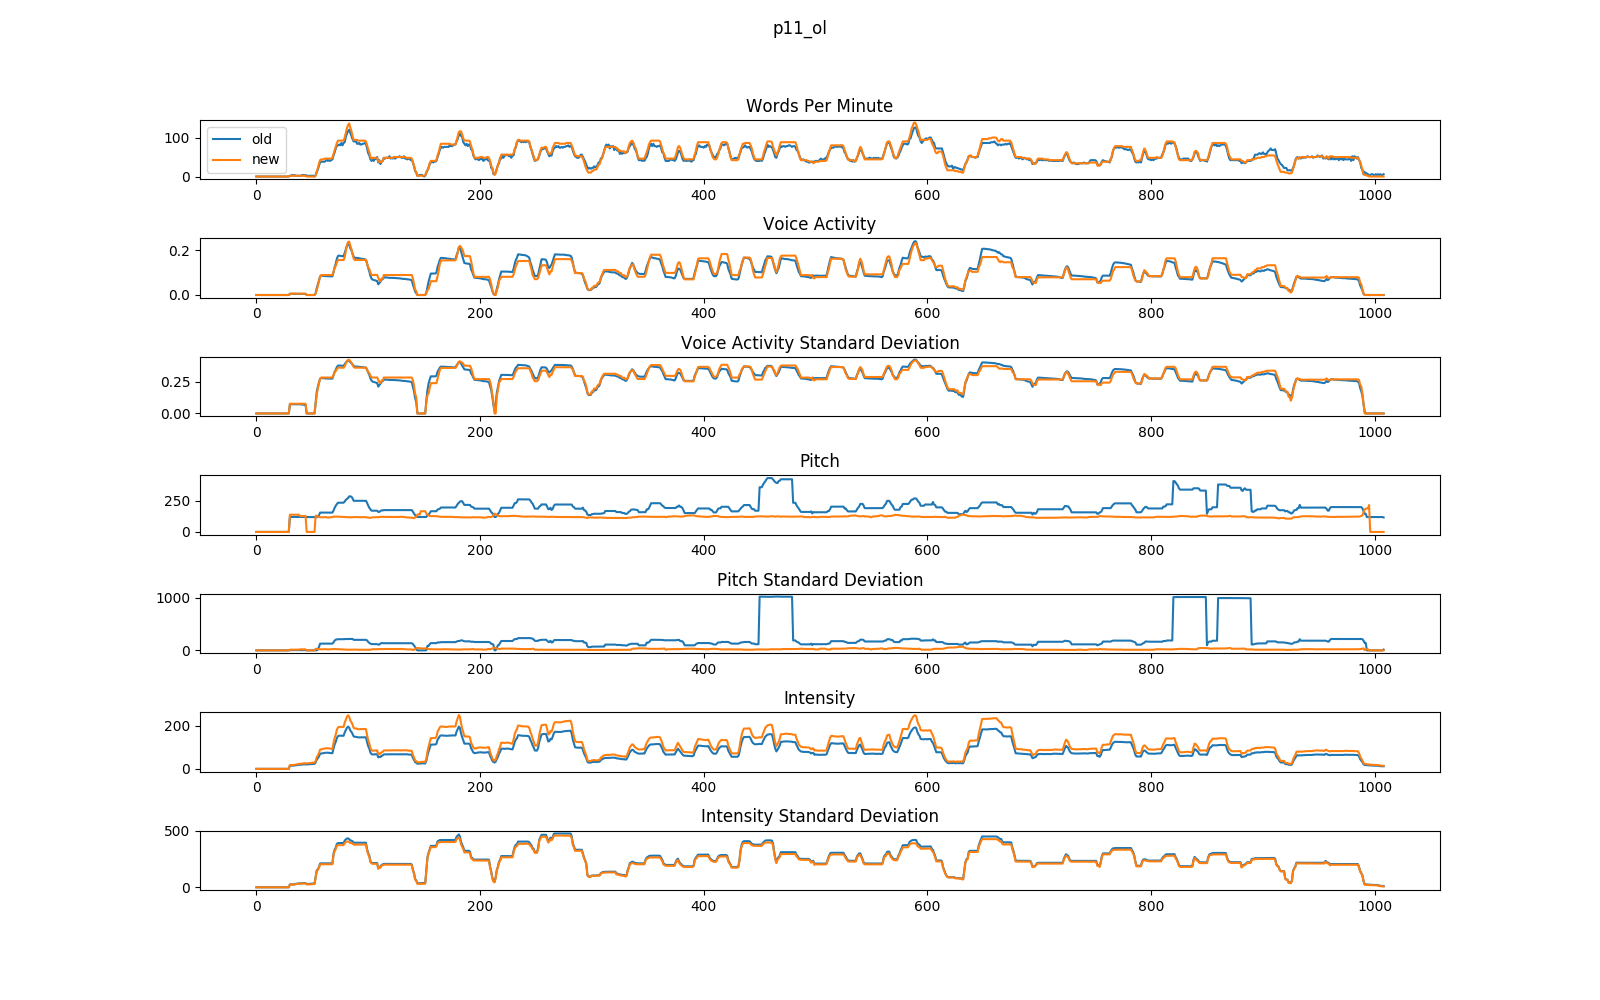 p11_ol
Words Per Minute
100
0
old
new
0 200 400 600 800 1000
Voice Activity
0.2
0.0
0 200 400 600 800 1000
Voice Activity Standard Deviation
0.25
0.00
0 200 400 600 800 1000
Pitch
250
0
0 200 400 600 800 1000
Pitch Standard Deviation
1000
0
0 200 400 600 800 1000
Intensity
200
0
0 200 400 600 800 1000
Intensity Standard Deviation
500
0
0 200 400 600 800 1000